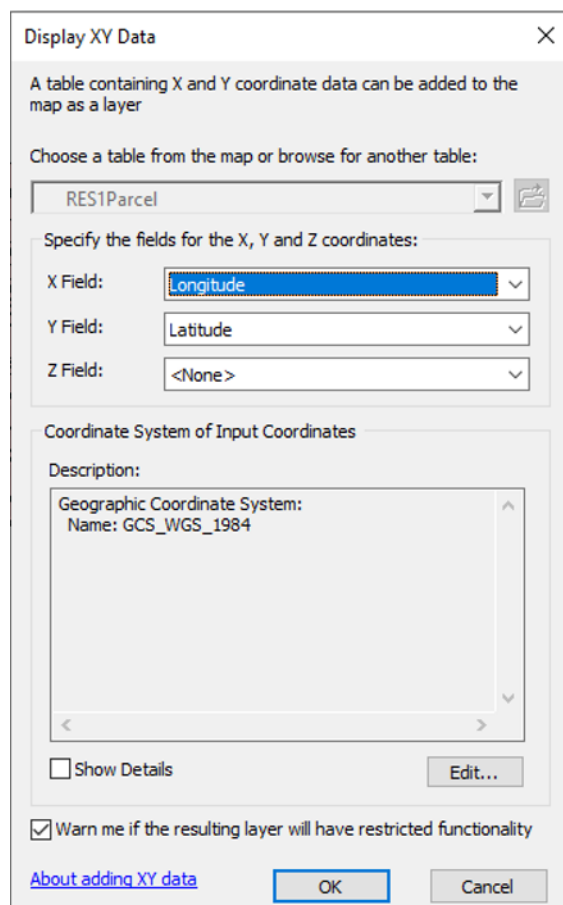 Display XY Data
A table containing X and Y coordinate data can be added to the
map as a layer
Choose a table from the map or browse for another table:
RES1Parcel
Specify the fields for the X, Y and Z coordinates:
X Field:
Longitude
Y Field:
Latitude
Z Field:
<None>
Coordinate System of Input Coordinates
Description:
Geographic Coordinate System:
Name: GCS_WGS_1984
Show Details
Edit...
Warn me if the resulting layer will have restricted functionality
About adding XY data
OK
Cancel